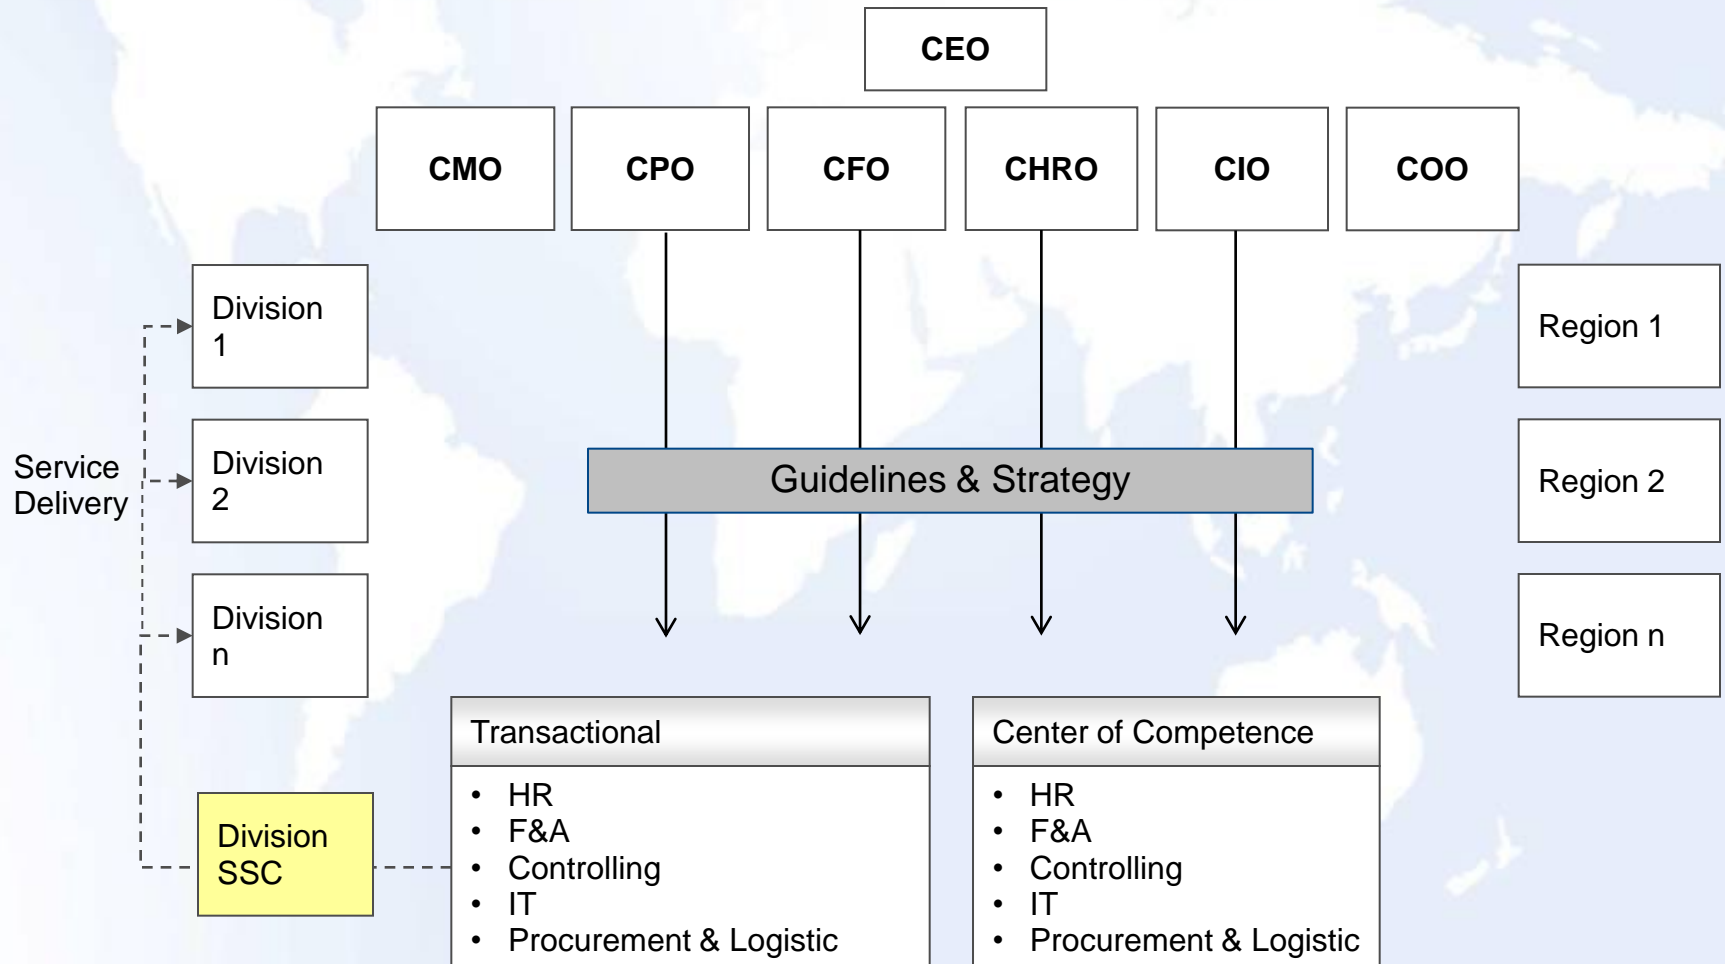 CEO
CMO
CPO
CFO
CHRO
CIO
COO
Division
1
Region 1
Service
Delivery
Division
2
Guidelines & Strategy
Region 2
Division
n
Region n
Division
SSC
Transactional
• HR
• F&A
• Controlling
• IT
• Procurement & Logistic
Center of Competence
• HR
• F&A
• Controlling
• IT
• Procurement & Logistic